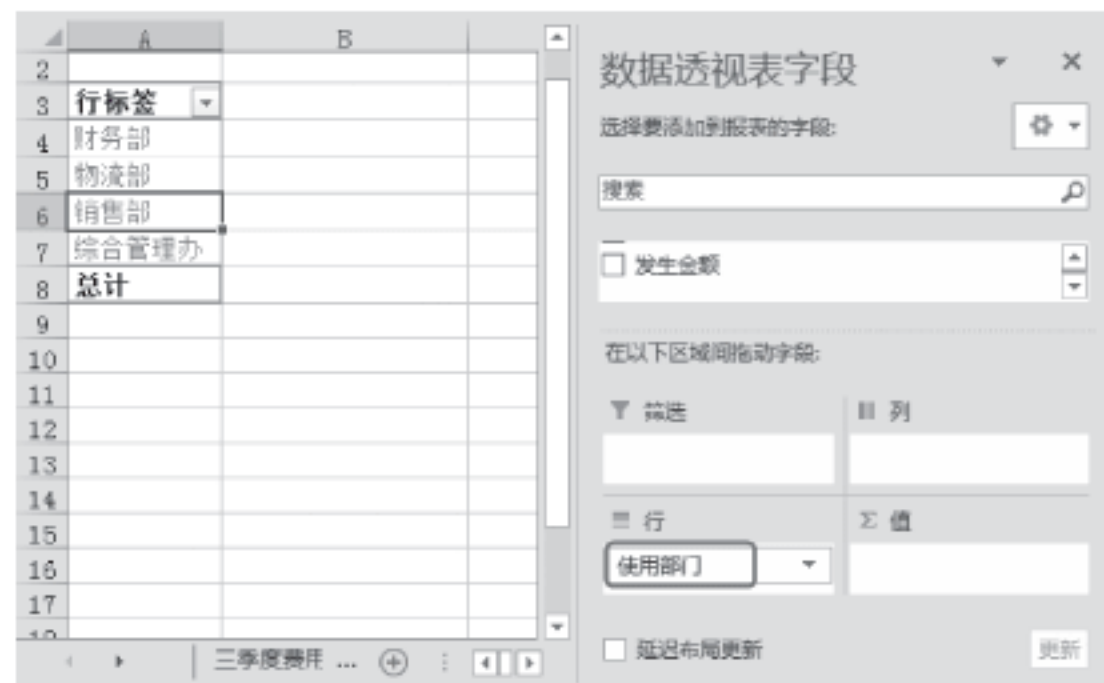 A B
2
3 行标签
4 财务部
5 物流部
6 销售部
7 综合管理办
8 总计
9
10
11
12
13
14
15
16
17
三季度费用 ...
数据透视表字段
选择要添加到报表的字段:
搜索
发生金额
在以下区域间拖动字段:
筛选 列
行 Σ 值
使用部门
延迟布局更新 更新